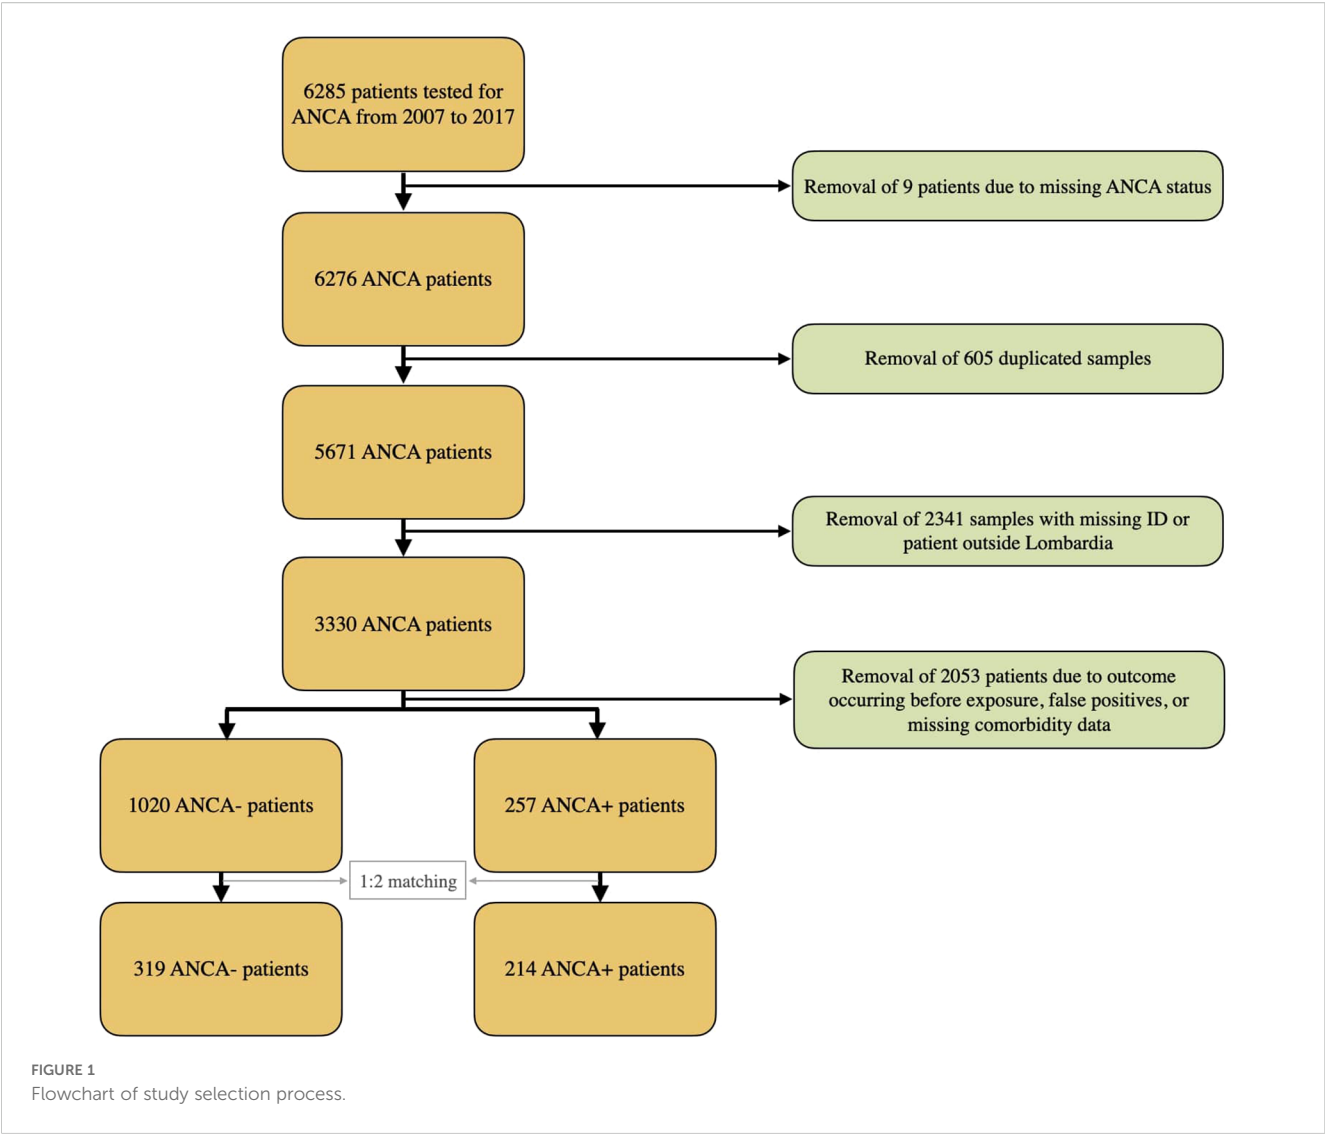 6285 patients tested for
ANCA from 2007 to 2017
Removal of 9 patients due to missing ANCA status
6276 ANCA patients
Removal of 605 duplicated samples
5671 ANCA patients
Removal of 2341 samples with missing ID or
patient outside Lombardia
3330 ANCA patients
Removal of 2053 patients due to outcome
occurring before exposure, false positives, or
missing comorbidity data
1020 ANCA- patients
257 ANCA+ patients
1:2 matching
319 ANCA- patients
214 ANCA+ patients
FIGURE 1
Flowchart of study selection process.